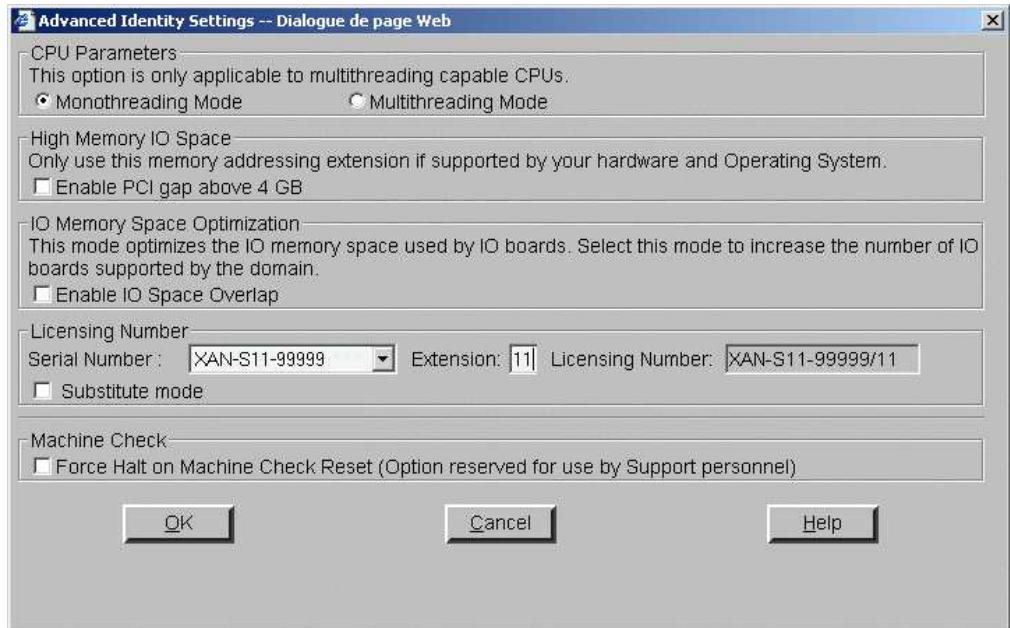 Advanced Identity Settings -- Dialogue de page Web
CPU Parameters
This option is only applicable to multithreading capable CPUs.
Monothreading Mode Multithreading Mode
High Memory IO Space
Only use this memory addressing extension if supported by your hardware and Operating System.
Enable PCI gap above 4 GB
IO Memory Space Optimization
This mode optimizes the IO memory space used by IO boards. Select this mode to increase the number of IO
boards supported by the domain.
Enable IO Space Overlap
Licensing Number
Serial Number : XAN-S11-99999 Extension: 11 Licensing Number: XAN-S11-99999/11
Substitute mode
Machine Check
Force Halt on Machine Check Reset (Option reserved for use by Support personnel)
OK Cancel Help